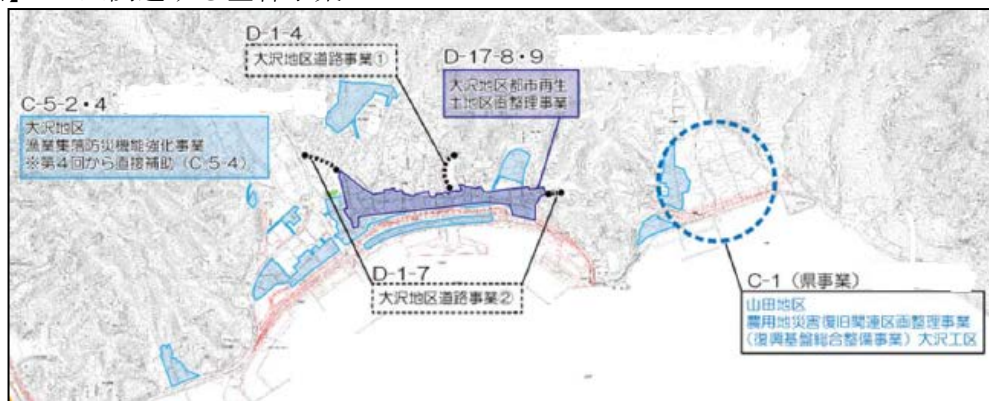 D-1-4
大沢地区道路事業①
D-17-8・9
大沢地区都市再生
土地区画整理事業
C-5-2・4
大沢地区
漁業集落防災機能強化事業
※第4回から直接補助（C-5-4）
D-1-7
大沢地区道路事業②
C-1（県事業）
山田地区
農用地災害復旧関連区画整理事業
（復興基盤総合整備事業）大沢工区